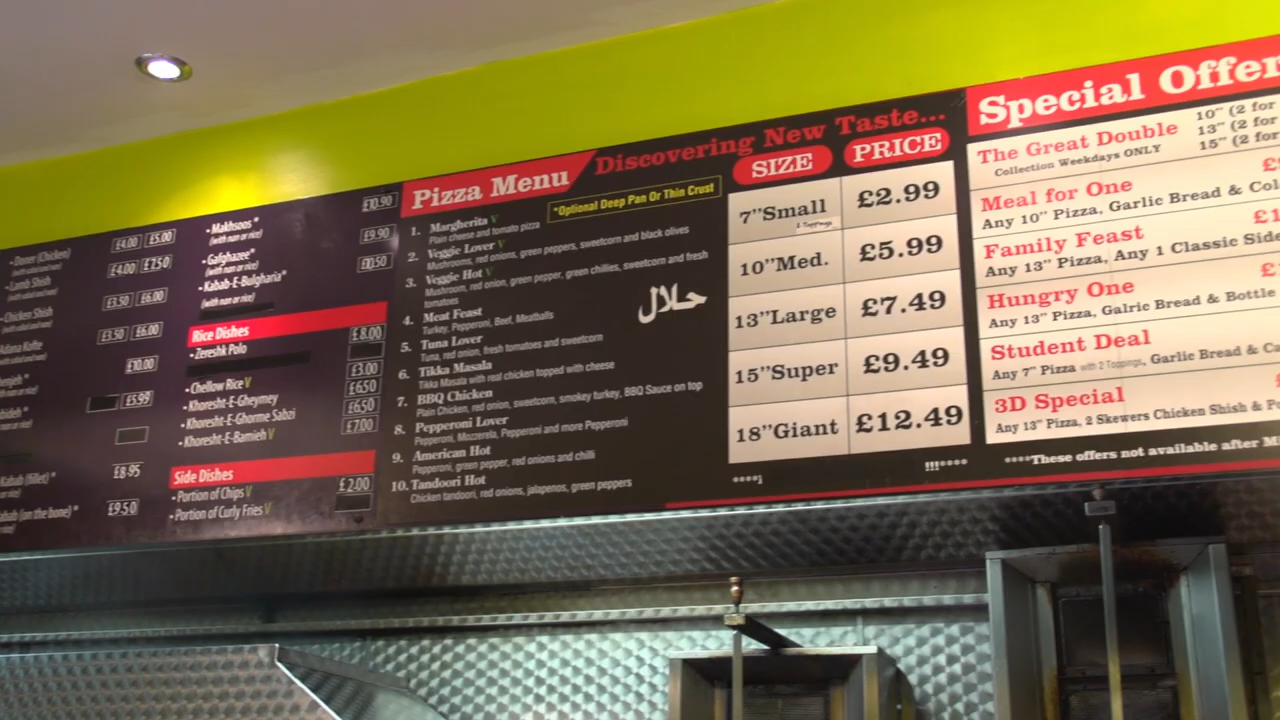 Doner (Chicken)
£4.00 £5.00
Lamb Shish
£4.00 £7.50
Chicken Shish
£3.50 £6.00
Kofte
£3.50 £6.00
£10.00
£5.99
£8.95
(fillet)*
£9.50
(on the bone)*
£10.90
• Makhsoos*
(with nan or rice)
£9.90
• Gafghazee*
(with nan or rice)
£10.50
• Kabab-E-Bulgharia*
(with nan or rice)
Rice Dishes
• Zereshk Polo
£8.00
• Chellow Rice V
£3.00
• Khoresht-E-Gheymey
£6.50
• Khoresht-E-Ghorme Sabzi
£6.50
• Khoresht-E-Bamieh V
£7.00
Side Dishes
• Portion of Chips V
£2.00
• Portion of Curly Fries V
Pizza Menu
Discovering New Taste...
*Optional Deep Pan Or Thin Crust
1. Margherita V
Plain cheese and tomato pizza
2. Veggie Lover V
Mushrooms, red onions, green peppers, sweetcorn and black olives
3. Veggie Hot V
Mushroom, red onion, green pepper, green chillies, sweetcorn and fresh
tomatoes
4. Meat Feast
Turkey, Pepperoni, Beef, Meatballs
5. Tuna Lover
Tuna, red onion, fresh tomatoes and sweetcorn
6. Tikka Masala
Tikka Masala with real chicken topped with cheese
7. BBQ Chicken
Plain Chicken, red onion, sweetcorn, smokey turkey, BBQ Sauce on top
8. Pepperoni Lover
Pepperoni, Mozzerela, Pepperoni and more Pepperoni
9. American Hot
Pepperoni, green pepper, red onions and chilli
10. Tandoori Hot
Chicken tandoori, red onions, jalapenos, green peppers
حلال
SIZE PRICE
7”Small £2.99
2 Toppings
10”Med. £5.99
13”Large £7.49
15”Super £9.49
18”Giant £12.49
****¡
!!!****
Special Offer
The Great Double
Collection Weekdays ONLY
10” (2 for
13” (2 for
15” (2 for
Meal for One
Any 10” Pizza, Garlic Bread &
Family Feast
£1
Any 13” Pizza, Any 1 Classic Side
Hungry One
£
Any 13” Pizza, Galric Bread & Bottle
Student Deal
Any 7” Pizza with 2 Toppings, Garlic Bread &
3D Special
Any 13” Pizza, 2 Skewers Chicken Shish &
****These offers not available after